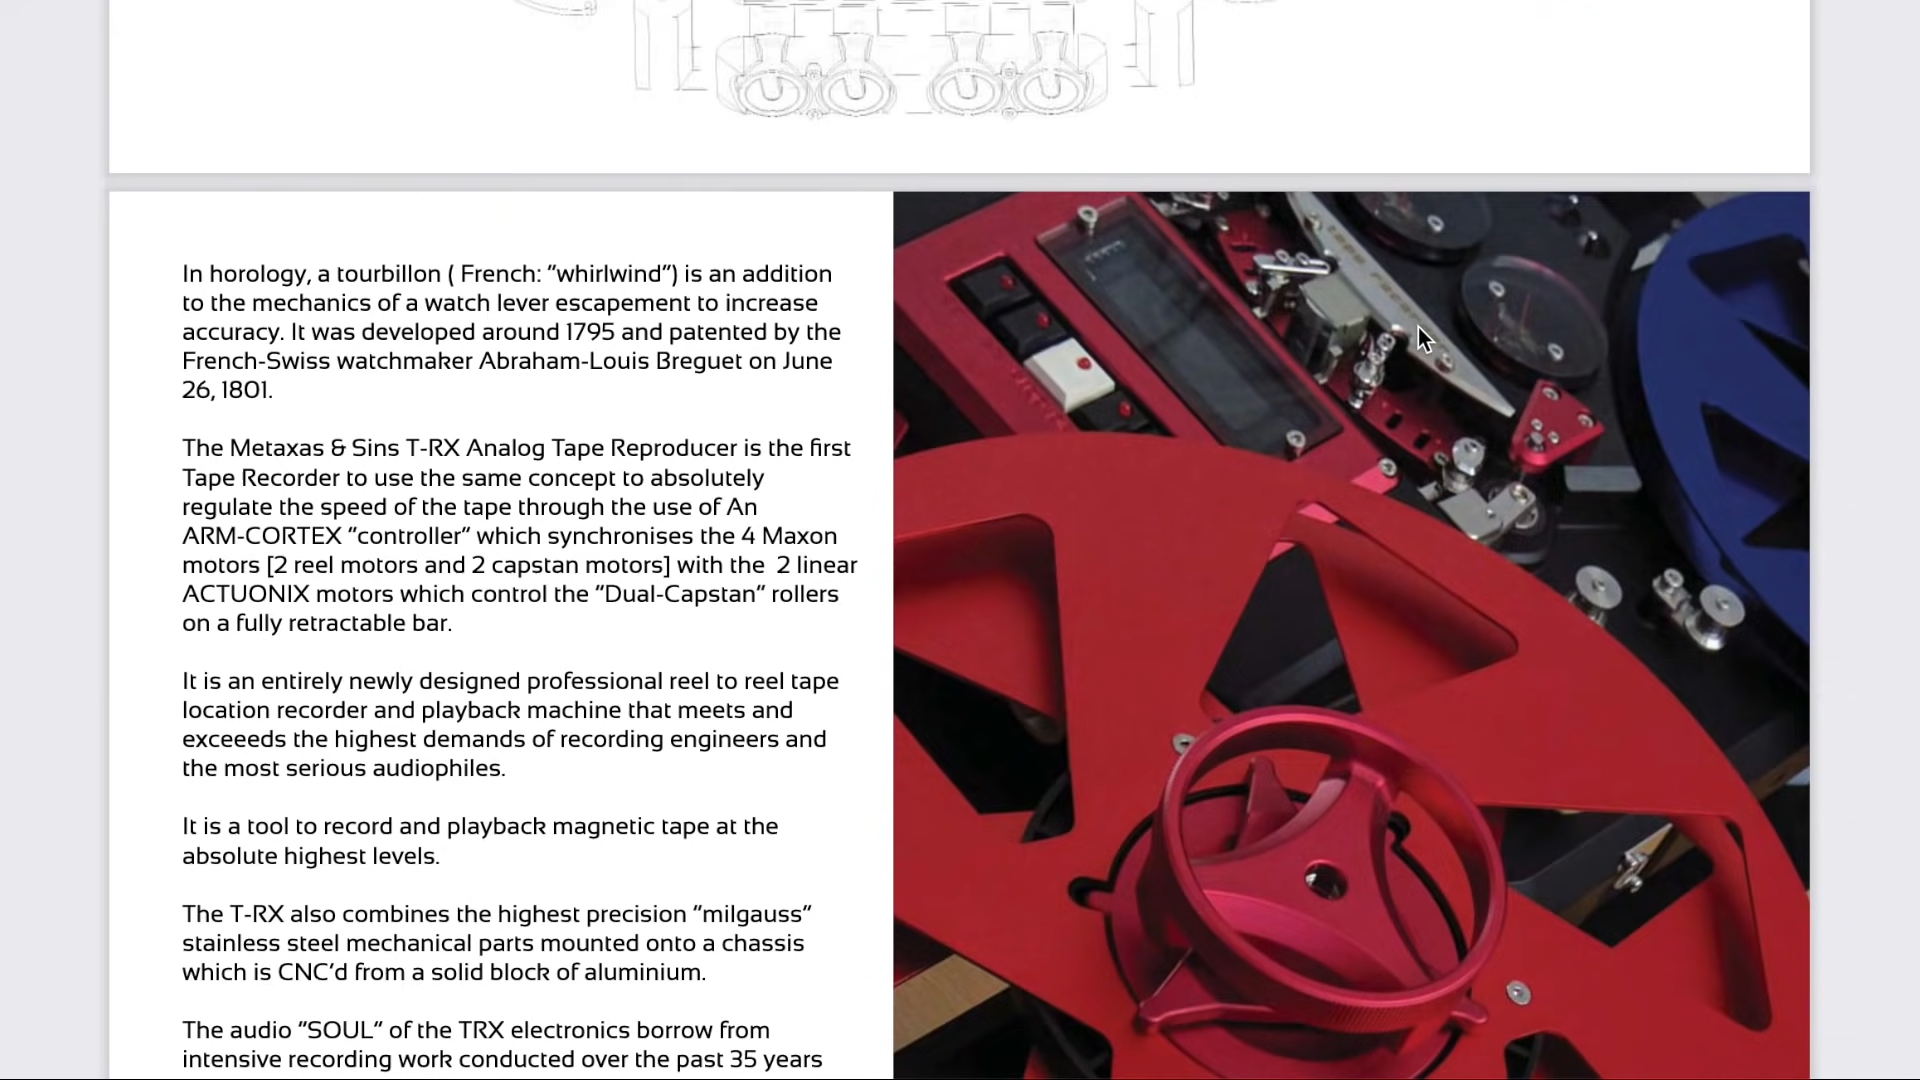 In horology, a tourbillon ( French: “whirlwind”) is an addition
to the mechanics of a watch lever escapement to increase
accuracy. It was developed around 1795 and patented by the
French-Swiss watchmaker Abraham-Louis Breguet on June
26, 1801.
The Metaxas & Sins T-RX Analog Tape Reproducer is the first
Tape Recorder to use the same concept to absolutely
regulate the speed of the tape through the use of An
ARM-CORTEX “controller” which synchronises the 4 Maxon
motors [2 reel motors and 2 capstan motors] with the  2 linear
ACTUONIX motors which control the “Dual-Capstan” rollers
on a fully retractable bar.
It is an entirely newly designed professional reel to reel tape
location recorder and playback machine that meets and
exceeeds the highest demands of recording engineers and
the most serious audiophiles.
It is a tool to record and playback magnetic tape at the
absolute highest levels.
The T-RX also combines the highest precision “milgauss”
stainless steel mechanical parts mounted onto a chassis
which is CNC’d from a solid block of aluminium.
The audio “SOUL“ of the TRX electronics borrow from
intensive recording work conducted over the past 35 years
tape recorder